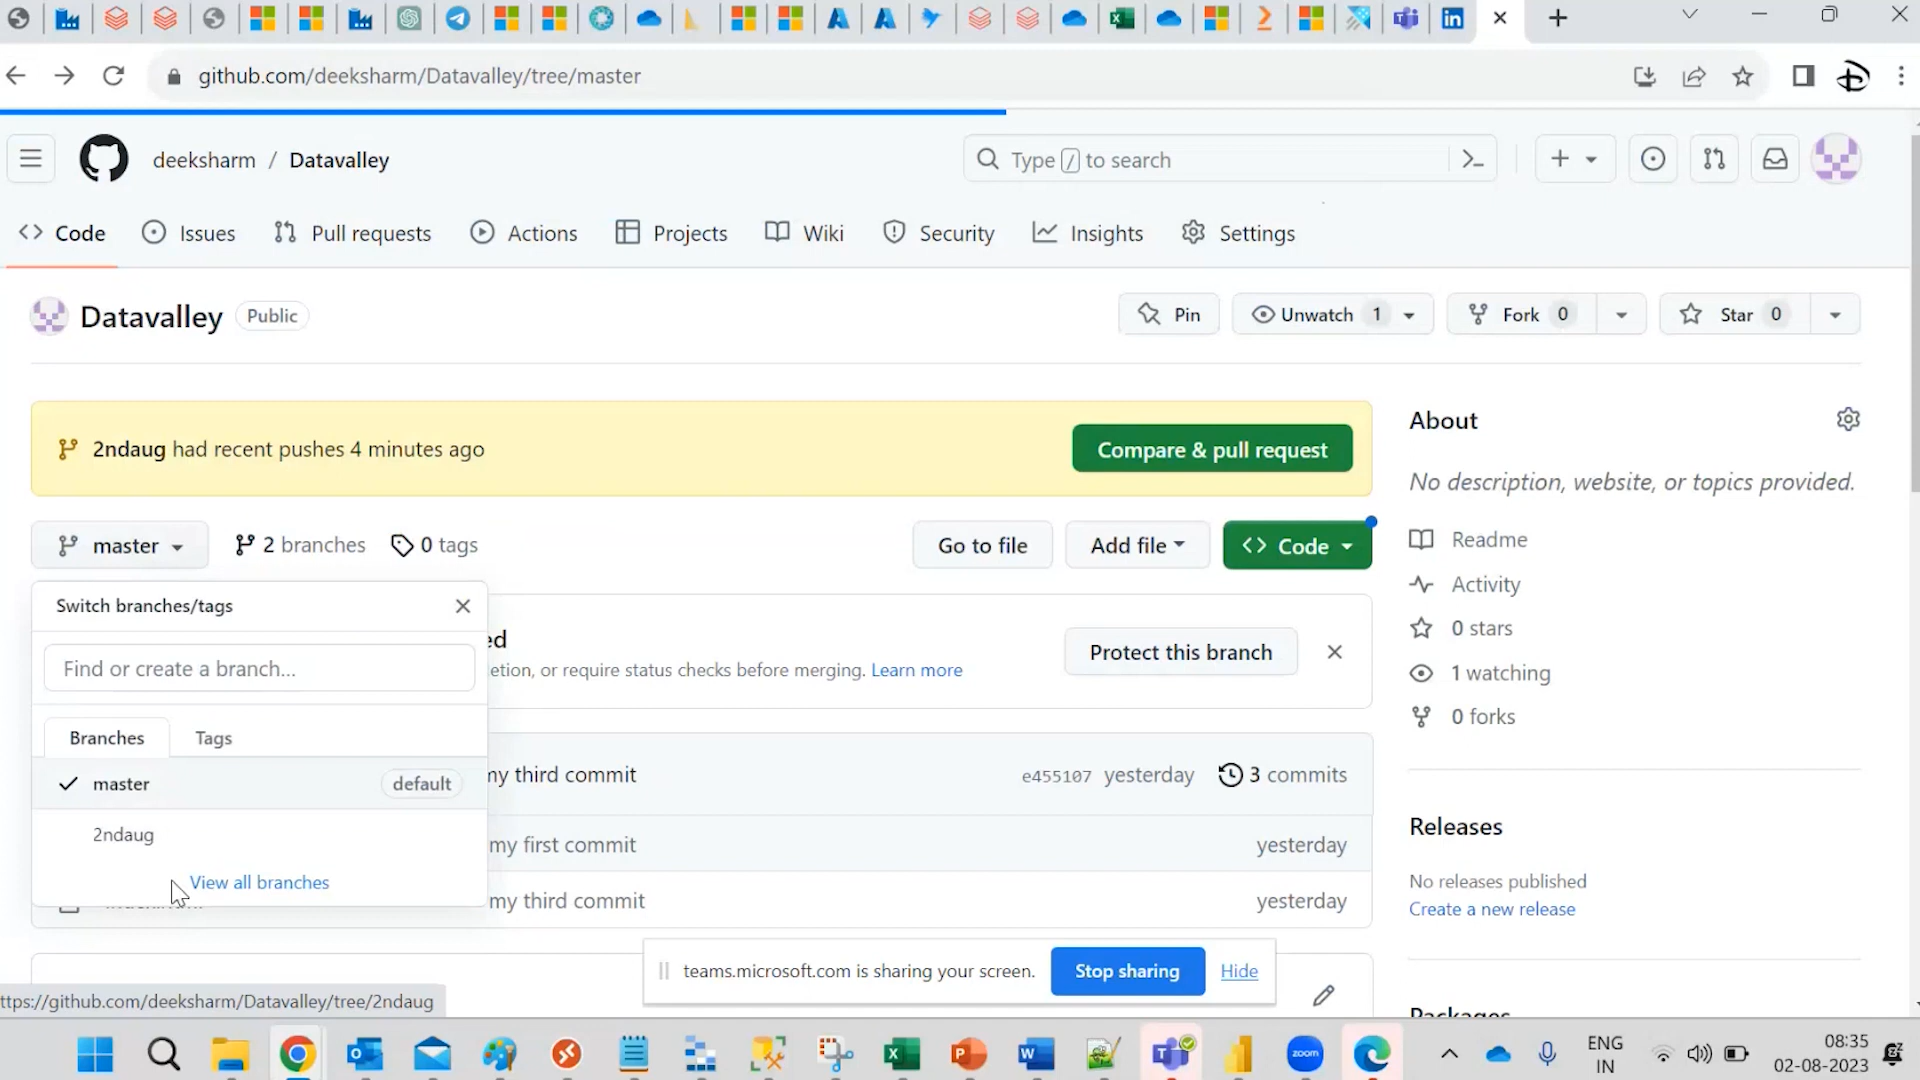 github.com/deeksharm/Datavalley/tree/master
deeksharm / Datavalley
Type / to search
Code
Issues
Pull requests
Actions
Projects
Wiki
Security
Insights
Settings
Datavalley
Public
Pin
Unwatch 1
Fork 0
Star 0
2ndaug had recent pushes 4 minutes ago
Compare & pull request
About
No description, website, or topics provided.
master
2 branches
0 tags
Go to file
Add file
Code
Readme
Activity
0 stars
1 watching
0 forks
Switch branches/tags
Find or create a branch...
Branches
Tags
master
default
2ndaug
View all branches
ed
etion, or require status checks before merging. Learn more
Protect this branch
my third commit
e455107 yesterday
3 commits
my first commit
yesterday
my third commit
yesterday
Releases
No releases published
Create a new release
Packages
teams.microsoft.com is sharing your screen.
Stop sharing
Hide
ttps://github.com/deeksharm/Datavalley/tree/2ndaug
zoom
ENG
IN
08:35
02-08-2023